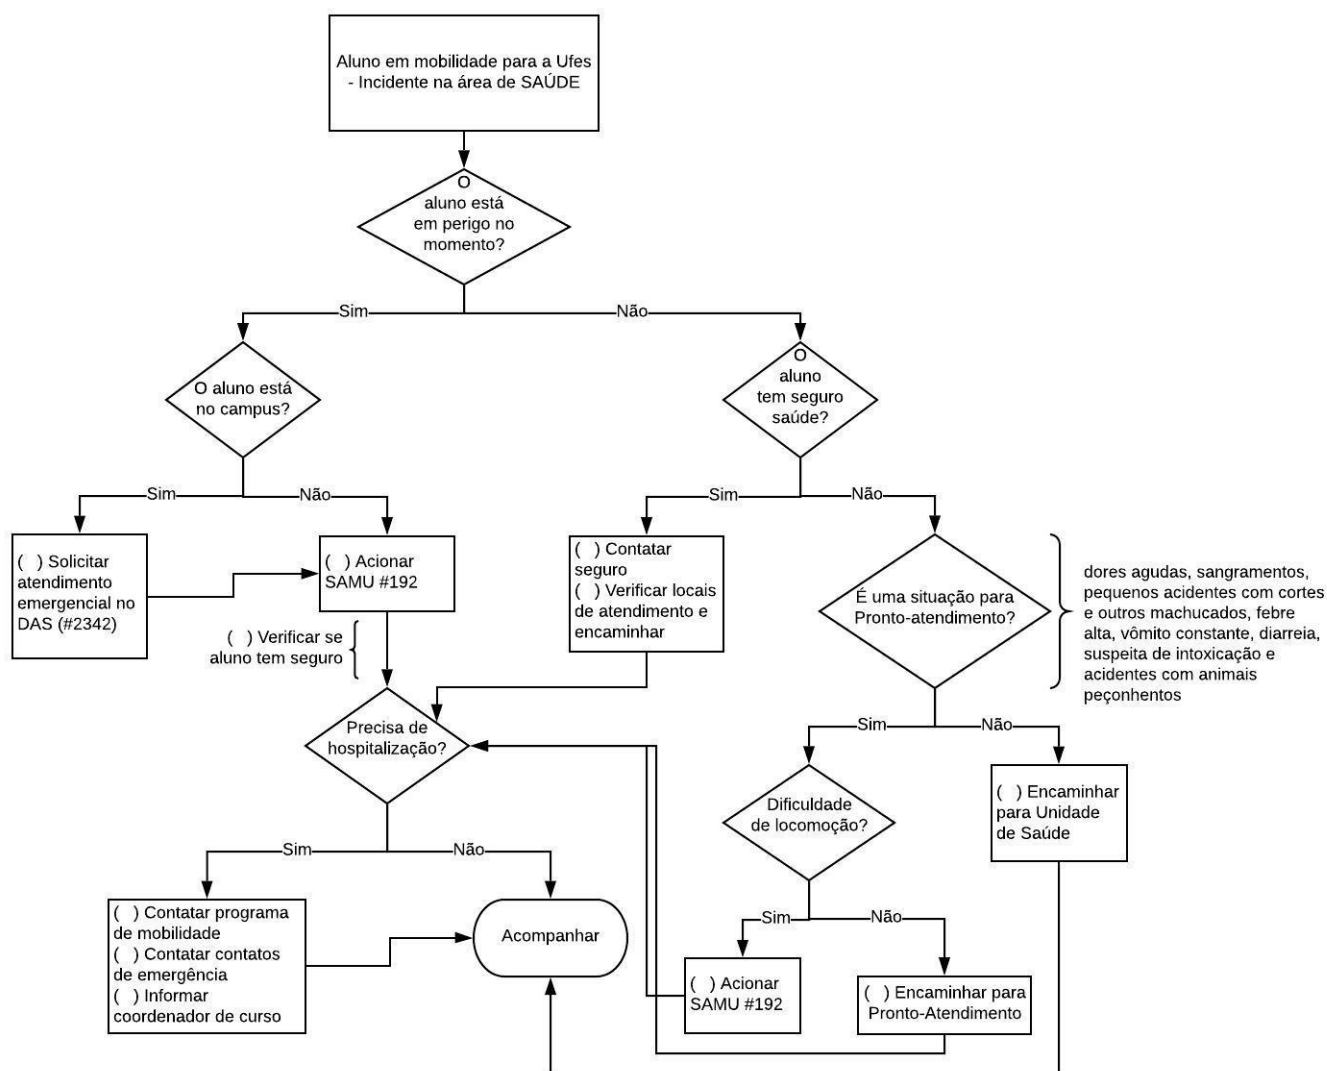 Aluno em mobilidade para a Ufes
- Incidente na área de SAÚDE
O
aluno está
em perigo no
momento?
Sim
Não
O aluno está
no campus?
O
aluno
tem seguro
saúde?
Sim
Não
Sim
Não
( ) Solicitar
atendimento
emergencial no
DAS (#2342)
( ) Acionar
SAMU #192
( ) Contatar
seguro
( ) Verificar locais
de atendimento e
encaminhar
É uma situação para
Pronto-atendimento?
dores agudas, sangramentos,
pequenos acidentes com cortes
e outros machucados, febre
alta, vômito constante, diarreia,
suspeita de intoxicação e
acidentes com animais
peçonhentos
( ) Verificar se
aluno tem seguro
Precisa de
hospitalização?
Sim
Não
Dificuldade
de locomoção?
( ) Encaminhar
para Unidade
de Saúde
Sim
Não
( ) Contatar programa
de mobilidade
( ) Contatar contatos
de emergência
( ) Informar
coordenador de curso
Acompanhar
Sim
Não
( ) Acionar
SAMU #192
( ) Encaminhar para
Pronto-Atendimento